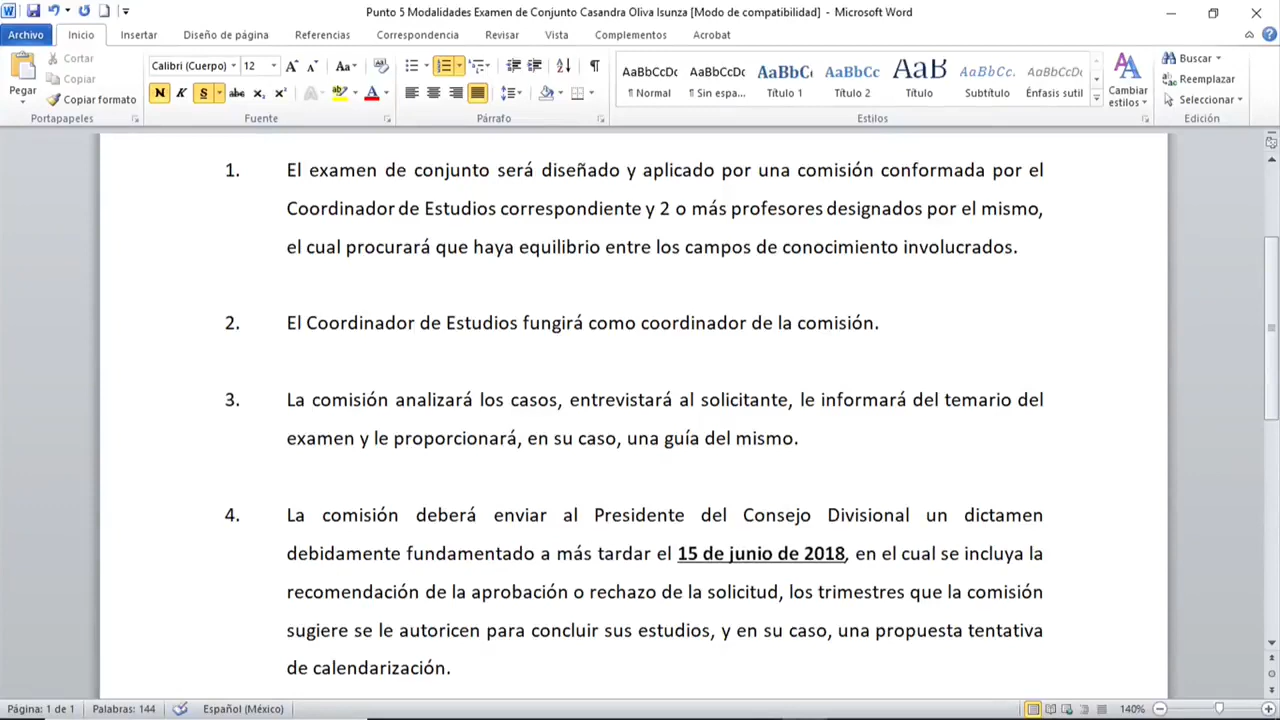 Punto 5 Modalidades Examen de Conjunto Casandra Oliva Isunza [Modo de compatibilidad] - Microsoft Word
Archivo Inicio Insertar Diseño de página Referencias Correspondencia Revisar Vista Complementos Acrobat
Pegar
Cortar
Copiar
Copiar formato
Portapapeles
Calibri (Cuerpo) 12
N K S abc x₂ x²
Fuente
Párrafo
AaBbCcDc AaBbCcDc AaBbCi AaBbCc AaB AaBbCc. AaBbCcDc
¶ Normal ¶ Sin espa... Título 1 Título 2 Título Subtítulo Énfasis sutil
Cambiar estilos
Estilos
Buscar
Reemplazar
Seleccionar
Edición
1. El examen de conjunto será diseñado y aplicado por una comisión conformada por el
Coordinador de Estudios correspondiente y 2 o más profesores designados por el mismo,
el cual procurará que haya equilibrio entre los campos de conocimiento involucrados.
2. El Coordinador de Estudios fungirá como coordinador de la comisión.
3. La comisión analizará los casos, entrevistará al solicitante, le informará del temario del
examen y le proporcionará, en su caso, una guía del mismo.
4. La comisión deberá enviar al Presidente del Consejo Divisional un dictamen
debidamente fundamentado a más tardar el 15 de junio de 2018, en el cual se incluya la
recomendación de la aprobación o rechazo de la solicitud, los trimestres que la comisión
sugiere se le autoricen para concluir sus estudios, y en su caso, una propuesta tentativa
de calendarización.
Página: 1 de 1 Palabras: 144 Español (México) 140%